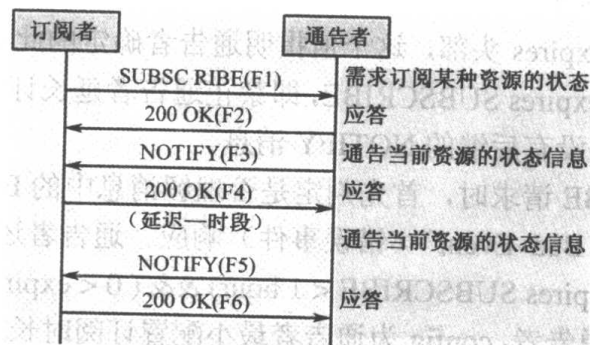 订阅者 通告者
SUBSC RIBE(F1) 需求订阅某种资源的状态
200 OK(F2) 应答
NOTIFY(F3) 通告当前资源的状态信息
200 OK(F4) 应答
（延迟一时段）
通告当前资源的状态信息
NOTIFY(F5)
200 OK(F6) 应答